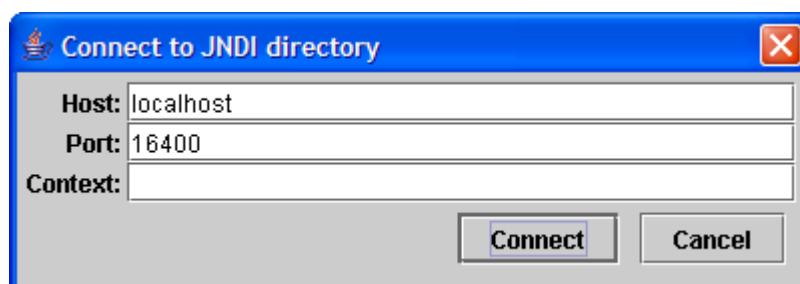 Connect to JNDI directory
Host: localhost
Port: 16400
Context:
Connect Cancel